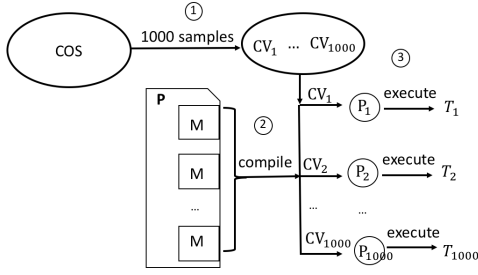 ①
1000 samples
COS
CV₁ … CV₁₀₀₀
③
P
CV₁
P₁
execute
T₁
M
②
compile
M
CV₂
P₂
execute
T₂
...
...
...
M
CV₁₀₀₀
P₁₀₀₀
execute
T₁₀₀₀